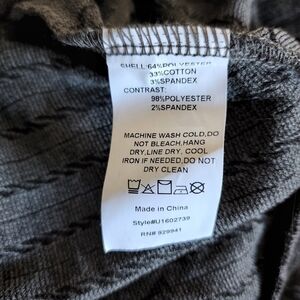 SHELL: 64%POLYESTER
33%COTTON
3%SPANDEX
CONTRAST:
98%POLYESTER
2%SPANDEX
MACHINE WASH COLD,DO
NOT BLEACH,HANG
DRY,LINE DRY, COOL
IRON IF NEEDED,DO NOT
DRY CLEAN
Made in China
Style#U1602739
RN# 929941